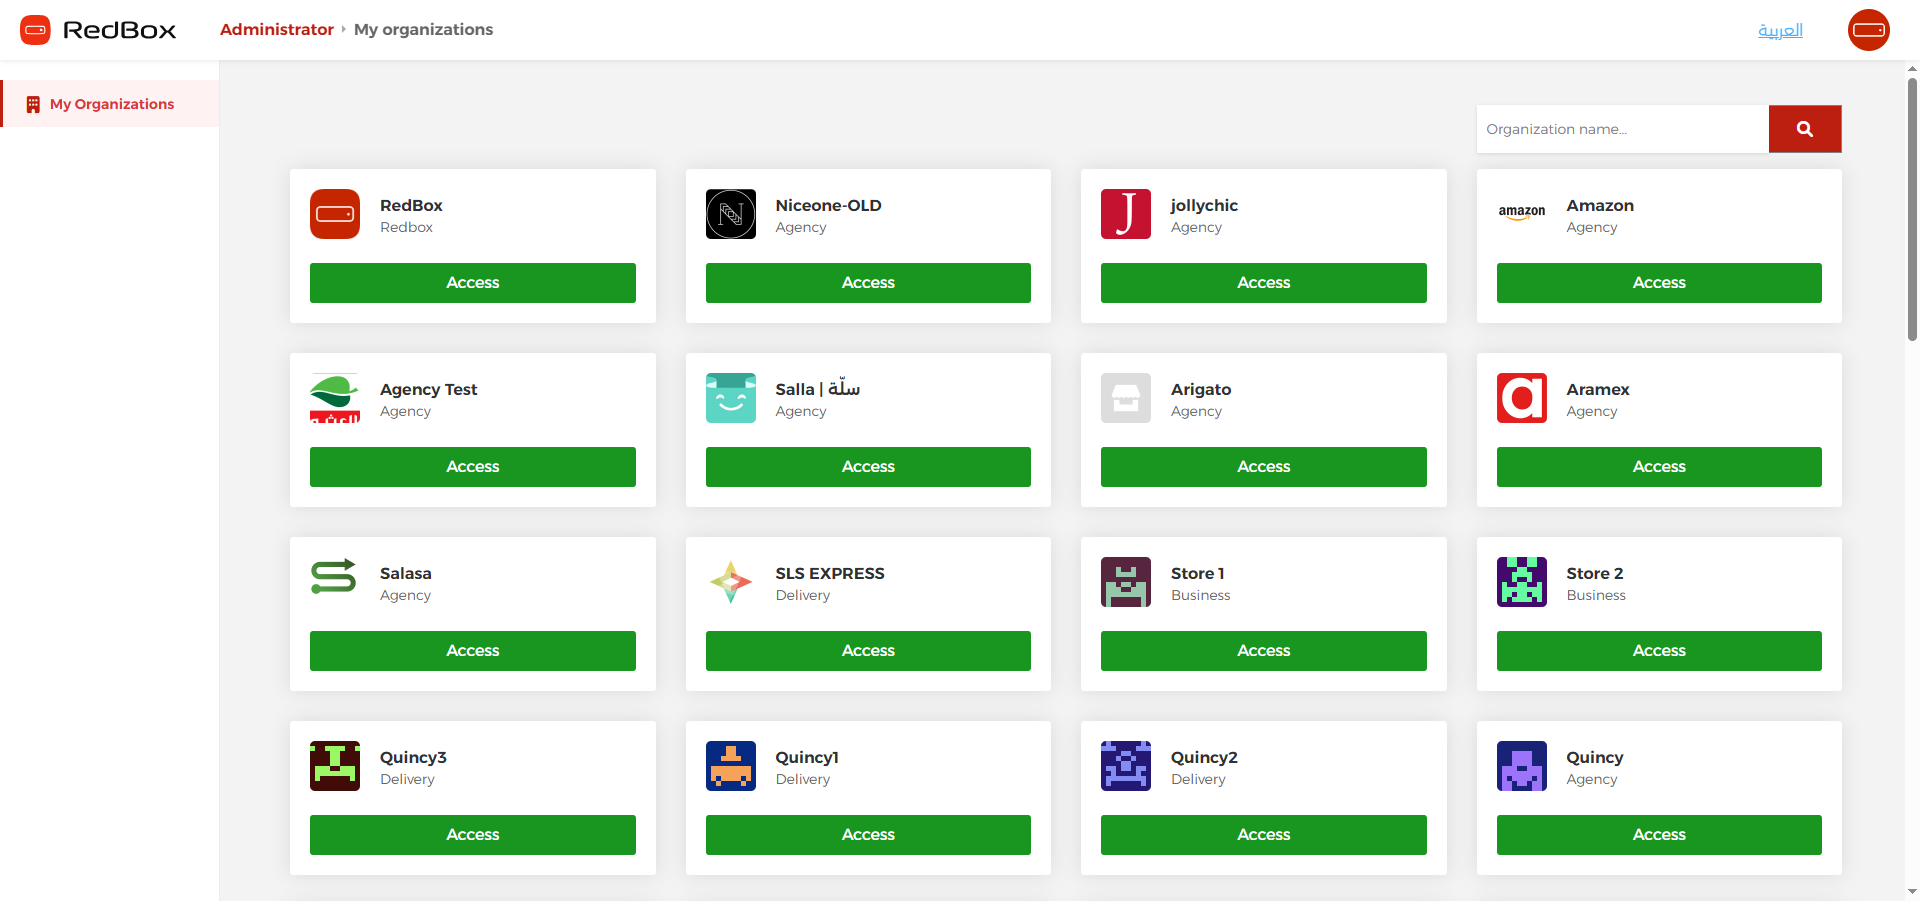 RedBox
Administrator
My organizations
العربية
My Organizations
Organization name...
RedBox
Redbox
Access
Niceone-OLD
Agency
Access
J
jollychic
Agency
Access
amazon
Amazon
Agency
Access
Agency Test
Agency
Access
Salla | سلّة
Agency
Access
Arigato
Agency
Access
a
Aramex
Agency
Access
Salasa
Agency
Access
SLS EXPRESS
Delivery
Access
Store 1
Business
Access
Store 2
Business
Access
Quincy3
Delivery
Access
Quincy1
Delivery
Access
Quincy2
Delivery
Access
Quincy
Agency
Access